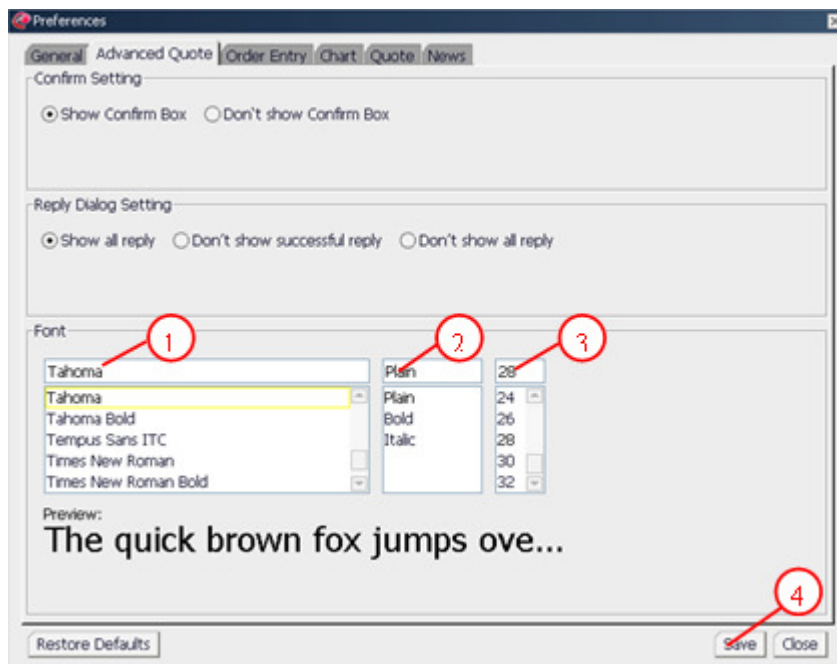 Preferences
General Advanced Quote Order Entry Chart Quote News
Confirm Setting
Show Confirm Box Don't show Confirm Box
Reply Dialog Setting
Show all reply Don't show successful reply Don't show all reply
Font
1 2 3
Tahoma Plain 28
Tahoma Plain 24
Tahoma Bold Bold 26
Tempus Sans ITC Italic 28
Times New Roman 30
Times New Roman Bold 32
Preview:
The quick brown fox jumps ove...
4
Restore Defaults Save Close